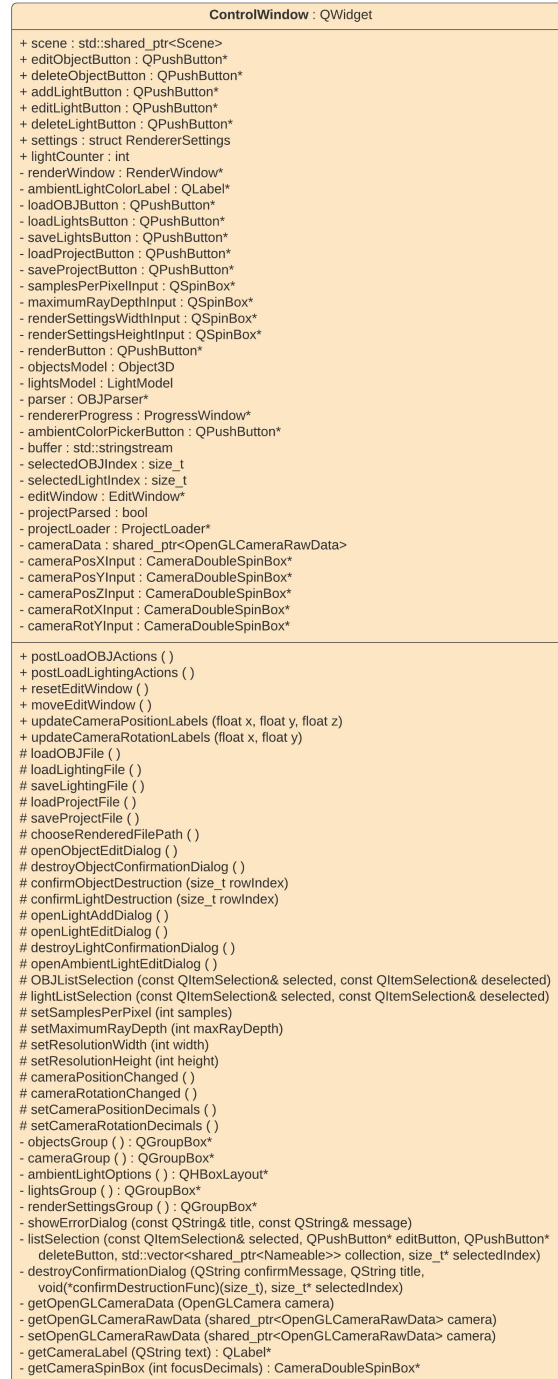 ControlWindow : QWidget
+ scene : std::shared_ptr<Scene>
+ editObjectButton : QPushButton*
+ deleteObjectButton : QPushButton*
+ addLightButton : QPushButton*
+ editLightButton : QPushButton*
+ deleteLightButton : QPushButton*
+ settings : struct RendererSettings
+ lightCounter : int
- renderWindow : RenderWindow*
- ambientLightColorLabel : QLabel*
- loadOBJButton : QPushButton*
- loadLightsButton : QPushButton*
- saveLightsButton : QPushButton*
- loadProjectButton : QPushButton*
- saveProjectButton : QPushButton*
- samplesPerPixelInput : QSpinBox*
- maximumRayDepthInput : QSpinBox*
- renderSettingsWidthInput : QSpinBox*
- renderSettingsHeightInput : QSpinBox*
- renderButton : QPushButton*
- objectsModel : Object3D
- lightsModel : LightModel
- parser : OBJParser*
- rendererProgress : ProgressWindow*
- ambientColorPickerButton : QPushButton*
- buffer : std::stringstream
- selectedOBJIndex : size_t
- selectedLightIndex : size_t
- editWindow : EditWindow*
- projectParsed : bool
- projectLoader : ProjectLoader*
- cameraData : shared_ptr<OpenGLCameraRawData>
- cameraPosXInput : CameraDoubleSpinBox*
- cameraPosYInput : CameraDoubleSpinBox*
- cameraPosZInput : CameraDoubleSpinBox*
- cameraRotXInput : CameraDoubleSpinBox*
- cameraRotYInput : CameraDoubleSpinBox*
+ postLoadOBJActions ( )
+ postLoadLightingActions ( )
+ resetEditWindow ( )
+ moveEditWindow ( )
+ updateCameraPositionLabels (float x, float y, float z)
+ updateCameraRotationLabels (float x, float y)
# loadOBJFile ( )
# loadLightingFile ( )
# saveLightingFile ( )
# loadProjectFile ( )
# saveProjectFile ( )
# chooseRenderedFilePath ( )
# openObjectEditDialog ( )
# destroyObjectConfirmationDialog ( )
# confirmObjectDestruction (size_t rowIndex)
# confirmLightDestruction (size_t rowIndex)
# openLightAddDialog ( )
# openLightEditDialog ( )
# destroyLightConfirmationDialog ( )
# openAmbientLightEditDialog ( )
# OBJListSelection (const QItemSelection& selected, const QItemSelection& deselected)
# lightListSelection (const QItemSelection& selected, const QItemSelection& deselected)
# setSamplesPerPixel (int samples)
# setMaximumRayDepth (int maxRayDepth)
# setResolutionWidth (int width)
# setResolutionHeight (int height)
# cameraPositionChanged ( )
# cameraRotationChanged ( )
# setCameraPositionDecimals ( )
# setCameraRotationDecimals ( )
- objectsGroup ( ) : QGroupBox*
- cameraGroup ( ) : QGroupBox*
- ambientLightOptions ( ) : QHBoxLayout*
- lightsGroup ( ) : QGroupBox*
- renderSettingsGroup ( ) : QGroupBox*
- showErrorDialog (const QString& title, const QString& message)
- listSelection (const QItemSelection& selected, QPushButton* editButton, QPushButton*
deleteButton, std::vector<shared_ptr<Nameable>> collection, size_t* selectedIndex)
- destroyConfirmationDialog (QString confirmMessage, QString title,
void(*confirmDestructionFunc)(size_t), size_t* selectedIndex)
- getOpenGLCameraData (OpenGLCamera camera)
- getOpenGLCameraRawData (shared_ptr<OpenGLCameraRawData> camera)
- setOpenGLCameraRawData (shared_ptr<OpenGLCameraRawData> camera)
- getCameraLabel (QString text) : QLabel*
- getCameraSpinBox (int focusDecimals) : CameraDoubleSpinBox*